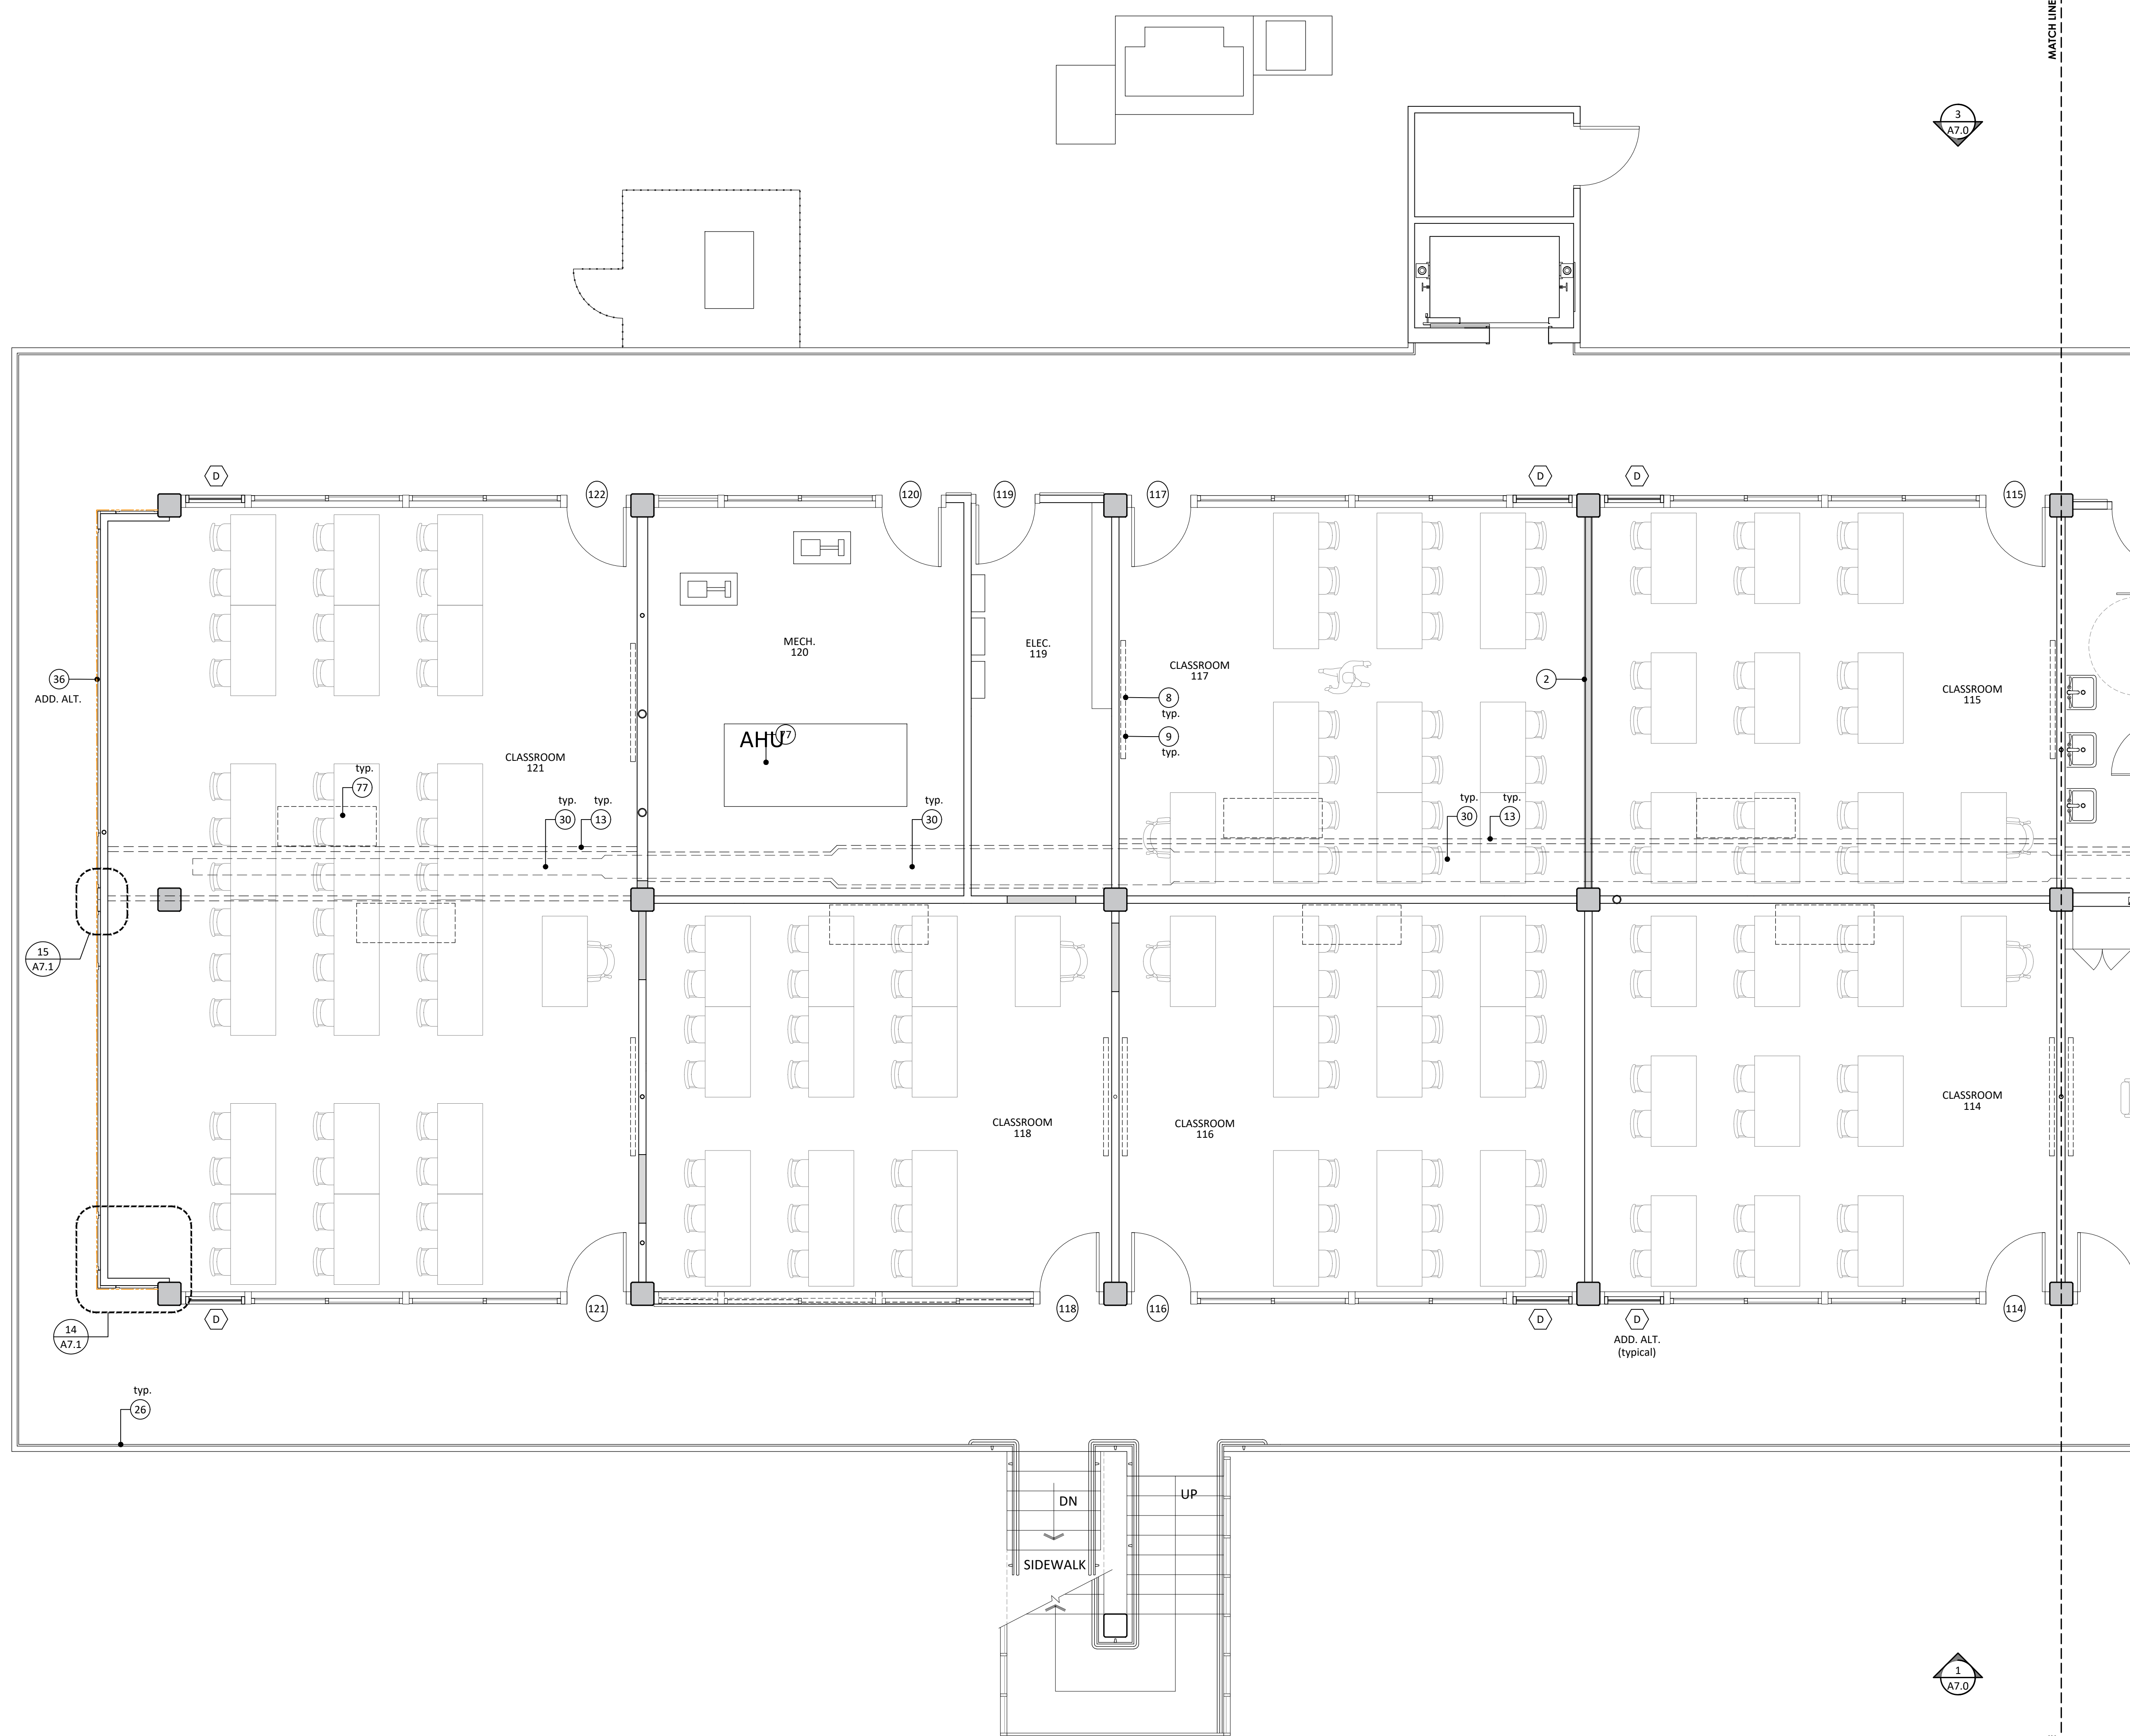 MATCH LINE
3
A7.0
D
122
120
119
117
D
D
115
36
ADD. ALT.
MECH.
120
ELEC.
119
CLASSROOM
117
2
CLASSROOM
115
8
typ.
9
typ.
AHU
77
CLASSROOM
121
typ.
77
typ.
30
typ.
13
typ.
30
typ.
30
typ.
13
15
A7.1
CLASSROOM
118
CLASSROOM
116
CLASSROOM
114
14
A7.1
D
121
118
116
D
D
ADD. ALT.
(typical)
114
typ.
26
DN
UP
SIDEWALK
1
A7.0